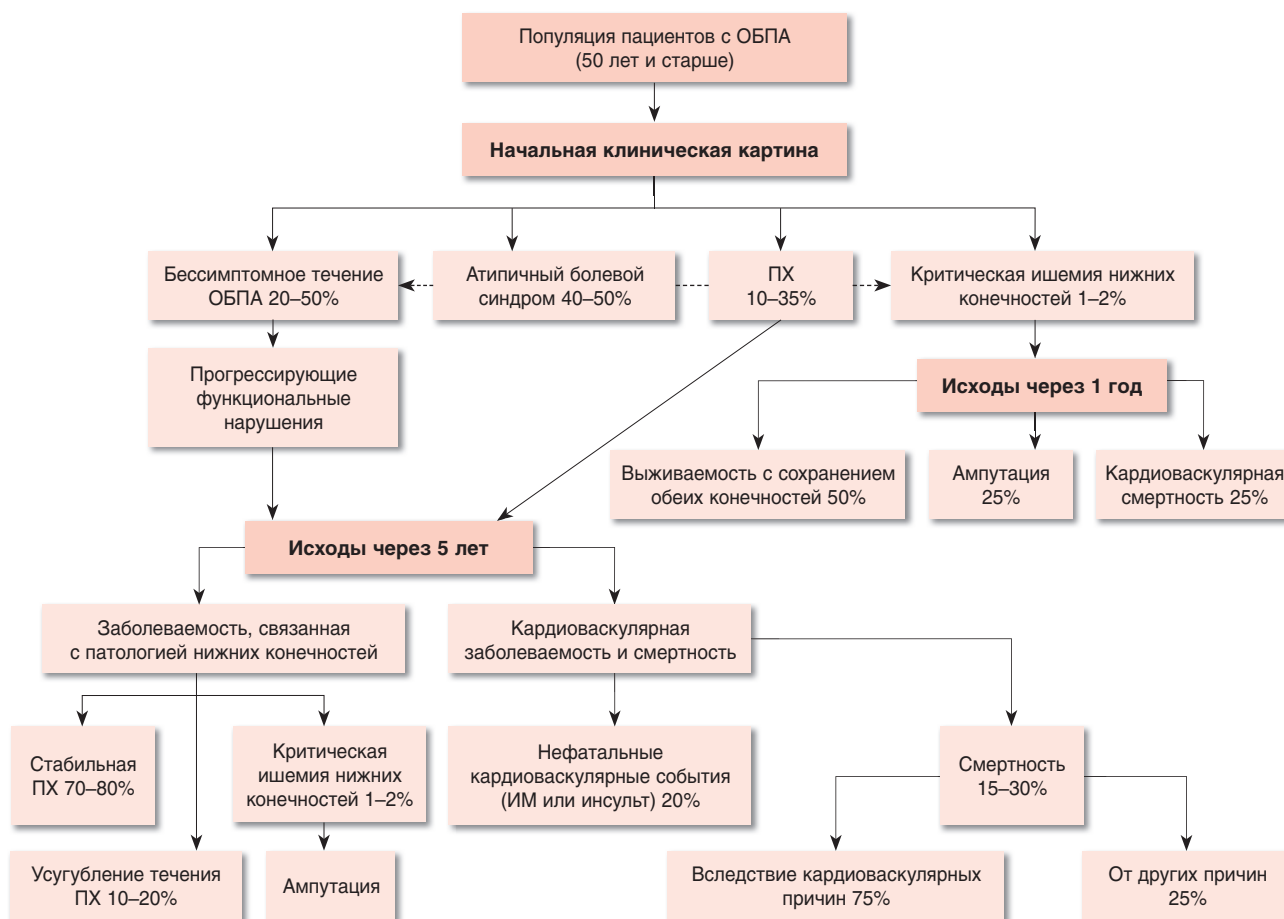 Популяция пациентов с ОБПА
(50 лет и старше)
Начальная клиническая картина
Бессимптомное течение
ОБПА 20–50%
Атипичный болевой
синдром 40–50%
ПХ
10–35%
Критическая ишемия нижних
конечностей 1–2%
Прогрессирующие
функциональные
нарушения
Исходы через 1 год
Выживаемость с сохранением
обеих конечностей 50%
Ампутация
25%
Кардиоваскулярная
смертность 25%
Исходы через 5 лет
Заболеваемость, связанная
с патологией нижних конечностей
Кардиоваскулярная
заболеваемость и смертность
Стабильная
ПХ 70–80%
Критическая
ишемия нижних
конечностей 1–2%
Нефатальные
кардиоваскулярные события
(ИМ или инсульт) 20%
Смертность
15–30%
Усугубление течения
ПХ 10–20%
Ампутация
Вследствие кардиоваскулярных
причин 75%
От других причин
25%